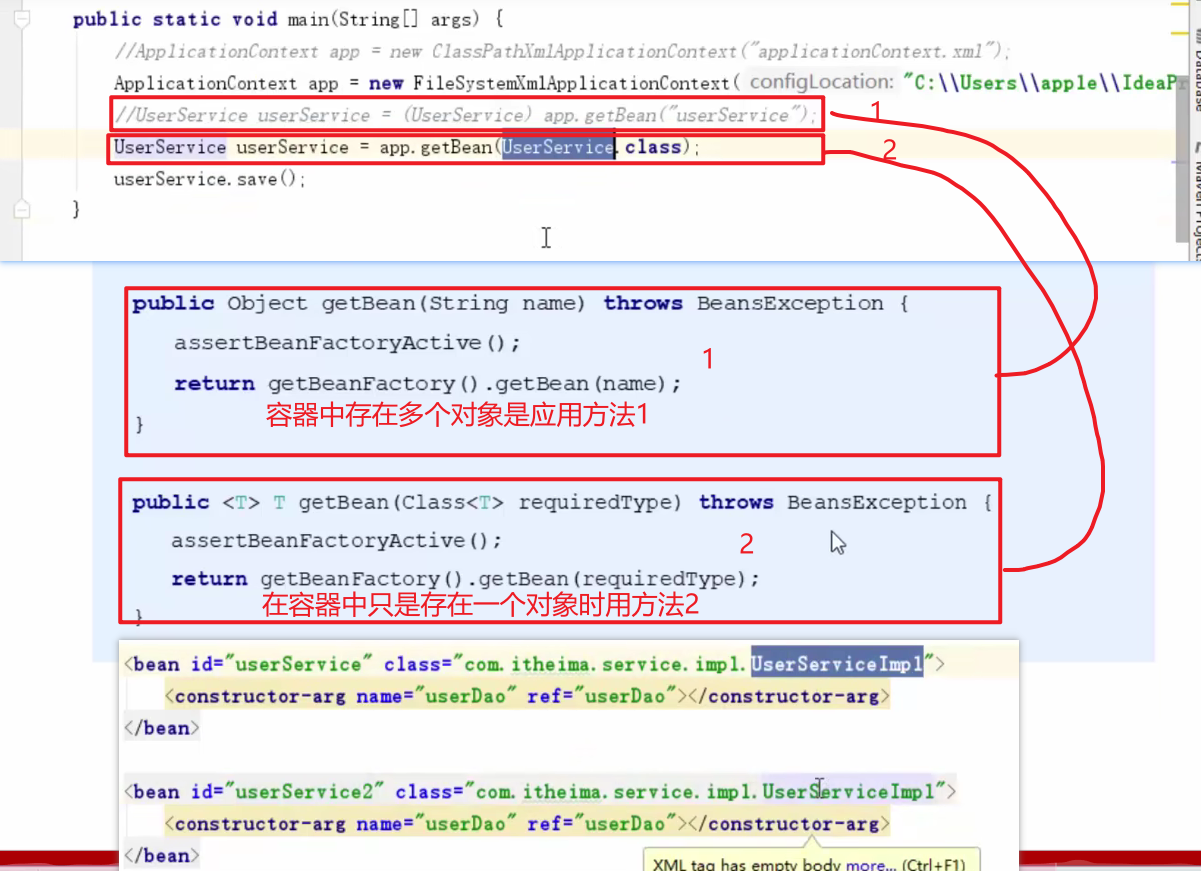 public static void main(String[] args) {
//ApplicationContext app = new ClassPathXmlApplicationContext("applicationContext.xml");
ApplicationContext app = new FileSystemXmlApplicationContext( configLocation: "C:\\Users\\apple\\IdeaPr
//UserService userService = (UserService) app.getBean("userService"); 1
UserService userService = app.getBean(UserService.class); 2
userService.save();
}
public Object getBean(String name) throws BeansException {
assertBeanFactoryActive();
1
return getBeanFactory().getBean(name);
容器中存在多个对象是应用方法1
}
public <T> T getBean(Class<T> requiredType) throws BeansException {
assertBeanFactoryActive(); 2
return getBeanFactory().getBean(requiredType);
在容器中只是存在一个对象时用方法2
}
<bean id="userService" class="com.itheima.service.impl.UserServiceImpl">
<constructor-arg name="userDao" ref="userDao"></constructor-arg>
</bean>
<bean id="userService2" class="com.itheima.service.impl.UserServiceImpl">
<constructor-arg name="userDao" ref="userDao"></constructor-arg>
</bean>
XML tag has empty body more... (Ctrl+F1)
Database